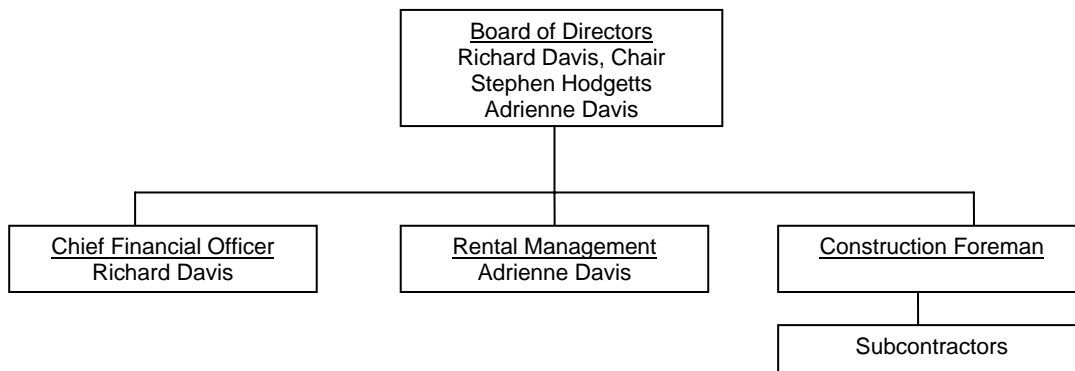 Board of Directors
Richard Davis, Chair
Stephen Hodgetts
Adrienne Davis
Chief Financial Officer
Richard Davis
Rental Management
Adrienne Davis
Construction Foreman
Subcontractors